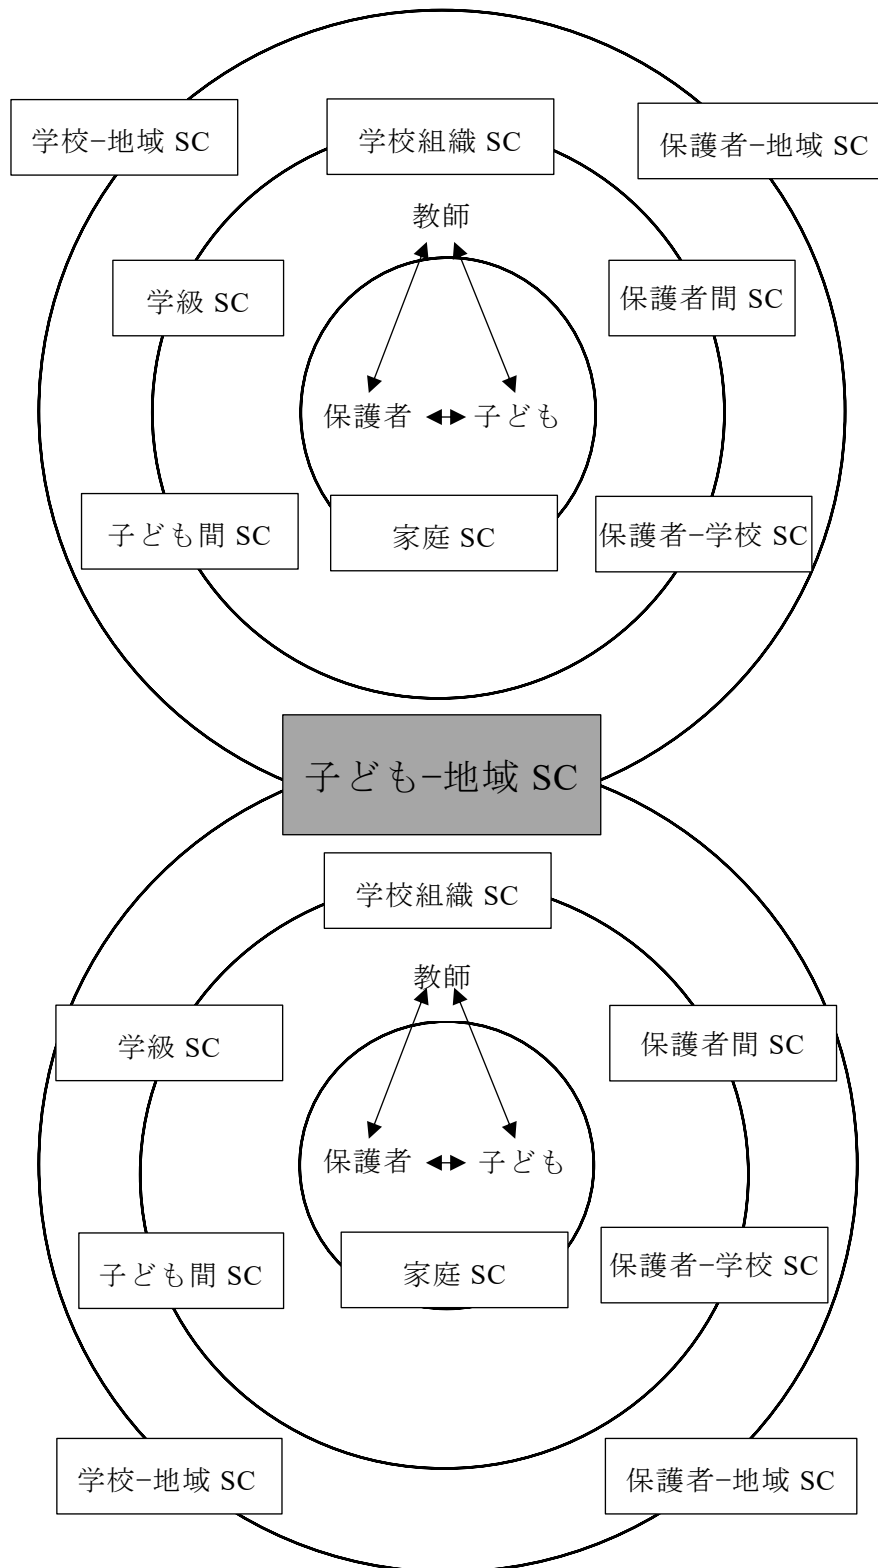 学校−地域 SC
学校組織 SC
保護者−地域 SC
教師
学級 SC
保護者間 SC
保護者
子ども
子ども間 SC
家庭 SC
保護者−学校 SC
子ども−地域 SC
学校組織 SC
教師
学級 SC
保護者間 SC
保護者
子ども
子ども間 SC
家庭 SC
保護者−学校 SC
学校−地域 SC
保護者−地域 SC